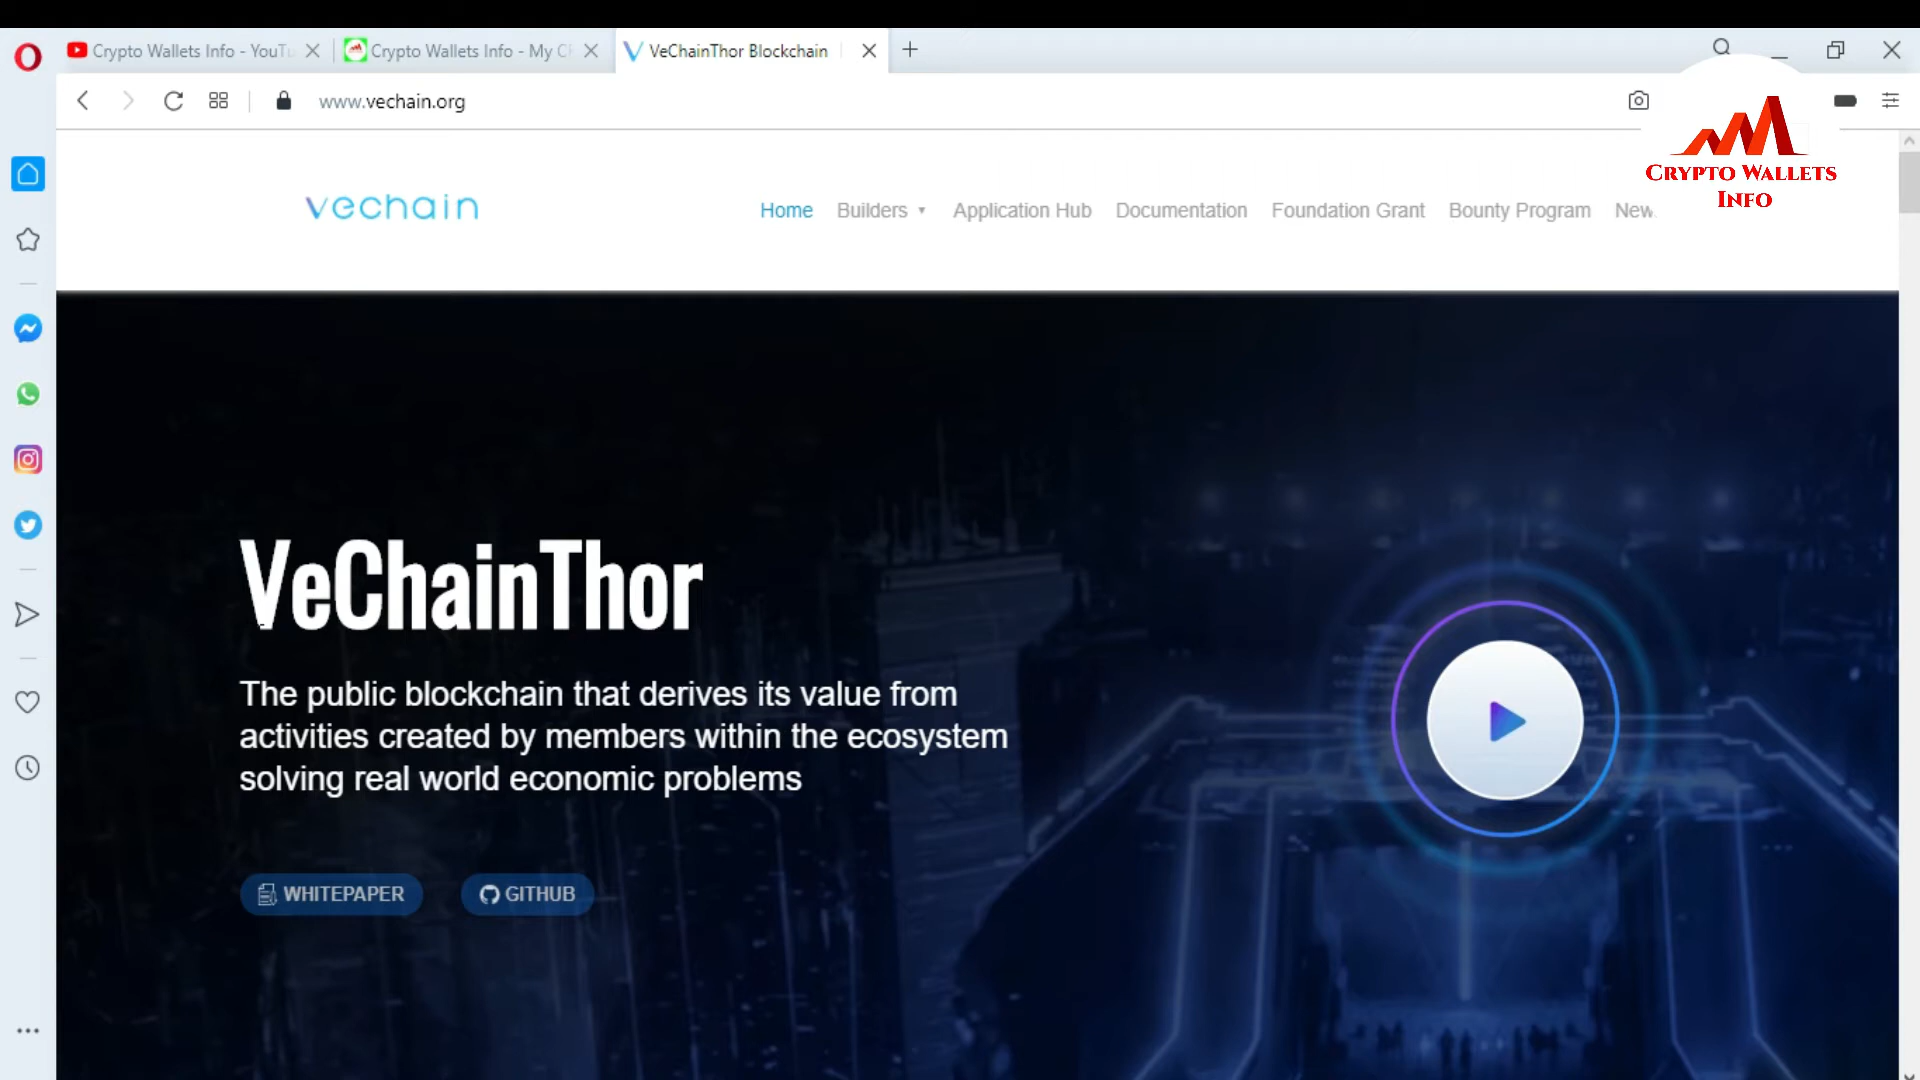 Crypto Wallets Info - YouTu
Crypto Wallets Info - My C
VeChainThor Blockchain
www.vechain.org
CRYPTO WALLETS
INFO
vechain
Home Builders Application Hub Documentation Foundation Grant Bounty Program New
VeChainThor
The public blockchain that derives its value from
activities created by members within the ecosystem
solving real world economic problems
WHITEPAPER GITHUB